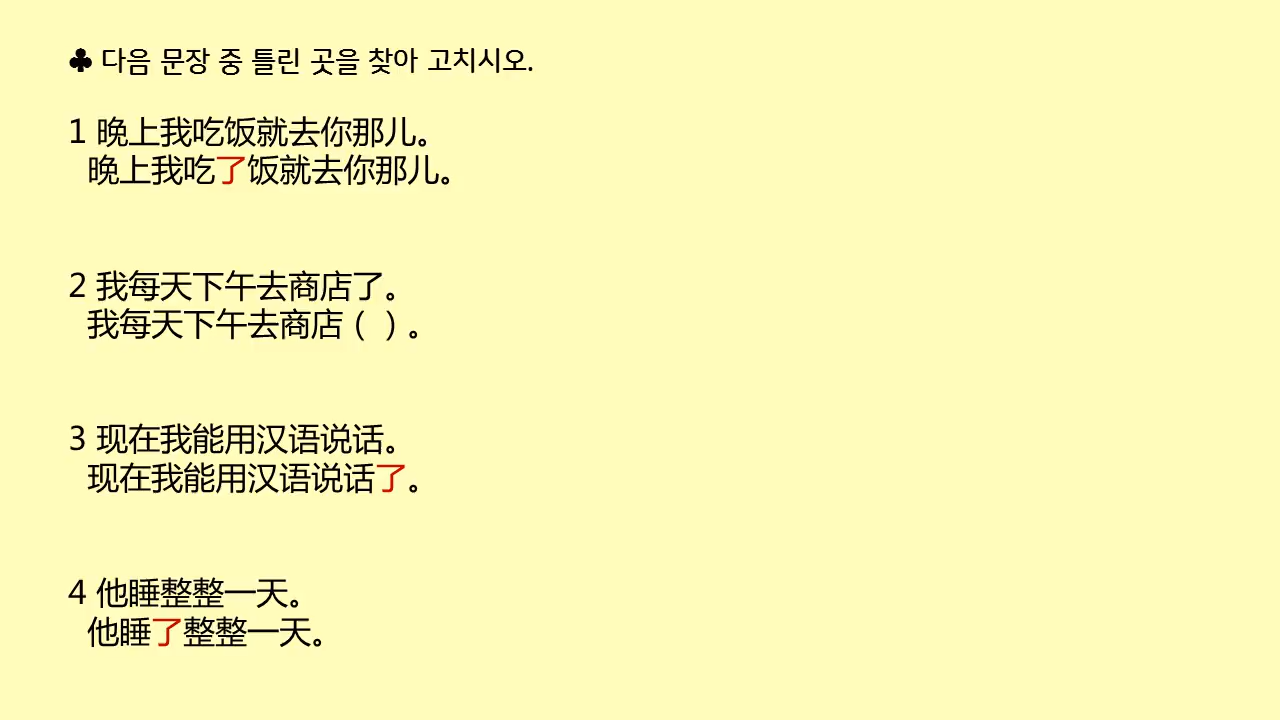 ♣ 다음 문장 중 틀린 곳을 찾아 고치시오.
1 晚上我吃饭就去你那儿。
晚上我吃了饭就去你那儿。
2 我每天下午去商店了。
我每天下午去商店（ ）。
3 现在我能用汉语说话。
现在我能用汉语说话了。
4 他睡整整一天。
他睡了整整一天。